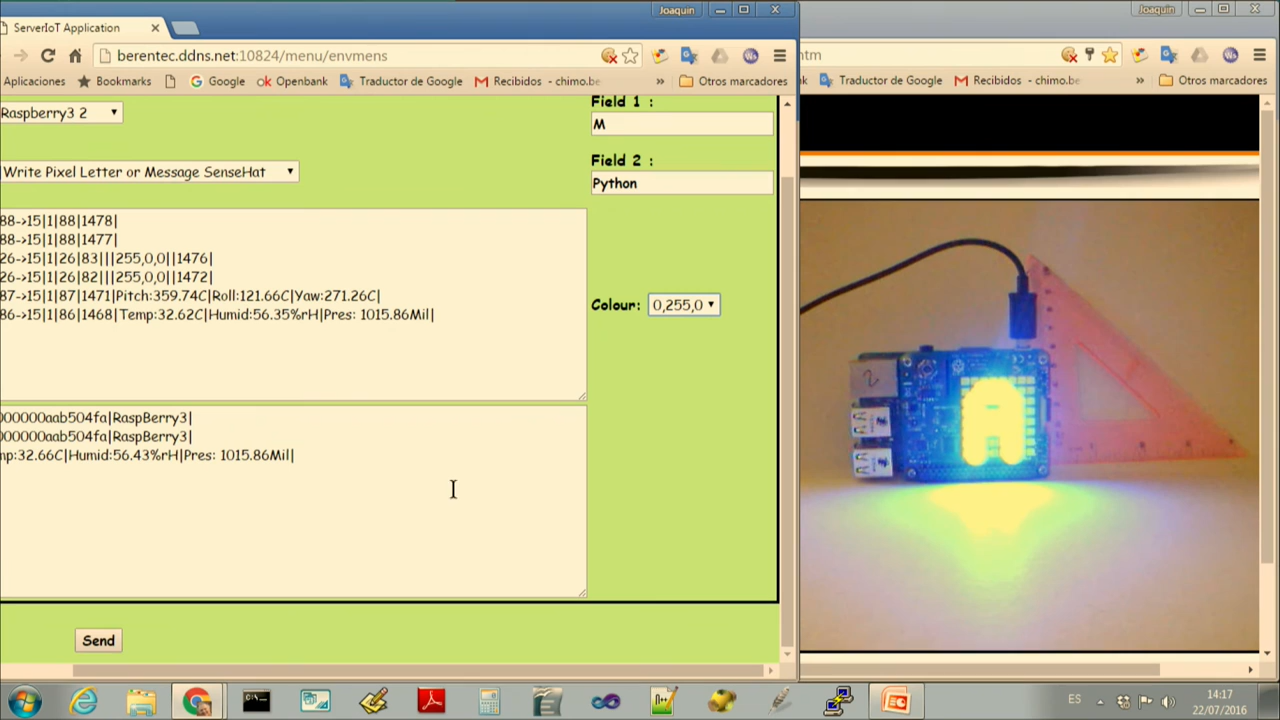 Joaquin
Joaquin
ServerIoT Application
berentec.ddns.net:10824/menu/envmens
tm
Aplicaciones
Bookmarks
Google
Openbank
Traductor de Google
Recibidos - chimo.be
»
Otros marcadores
Traductor de Google
Recibidos - chimo.be
»
Otros marcadores
Raspberry3 2
Field 1 :
M
Write Pixel Letter or Message SenseHat
Field 2 :
Python
88->15|1|88|1478|
88->15|1|88|1477|
26->15|1|26|83|||255,0,0||1476|
26->15|1|26|82|||255,0,0||1472|
87->15|1|87|1471|Pitch:359.74C|Roll:121.66C|Yaw:271.26C|
86->15|1|86|1468|Temp:32.62C|Humid:56.35%rH|Pres: 1015.86Mil|
Colour:
0,255,0
000000aab504fa|RaspBerry3|
000000aab504fa|RaspBerry3|
mp:32.66C|Humid:56.43%rH|Pres: 1015.86Mil|
Send
2
A
ES
14:17
22/07/2016